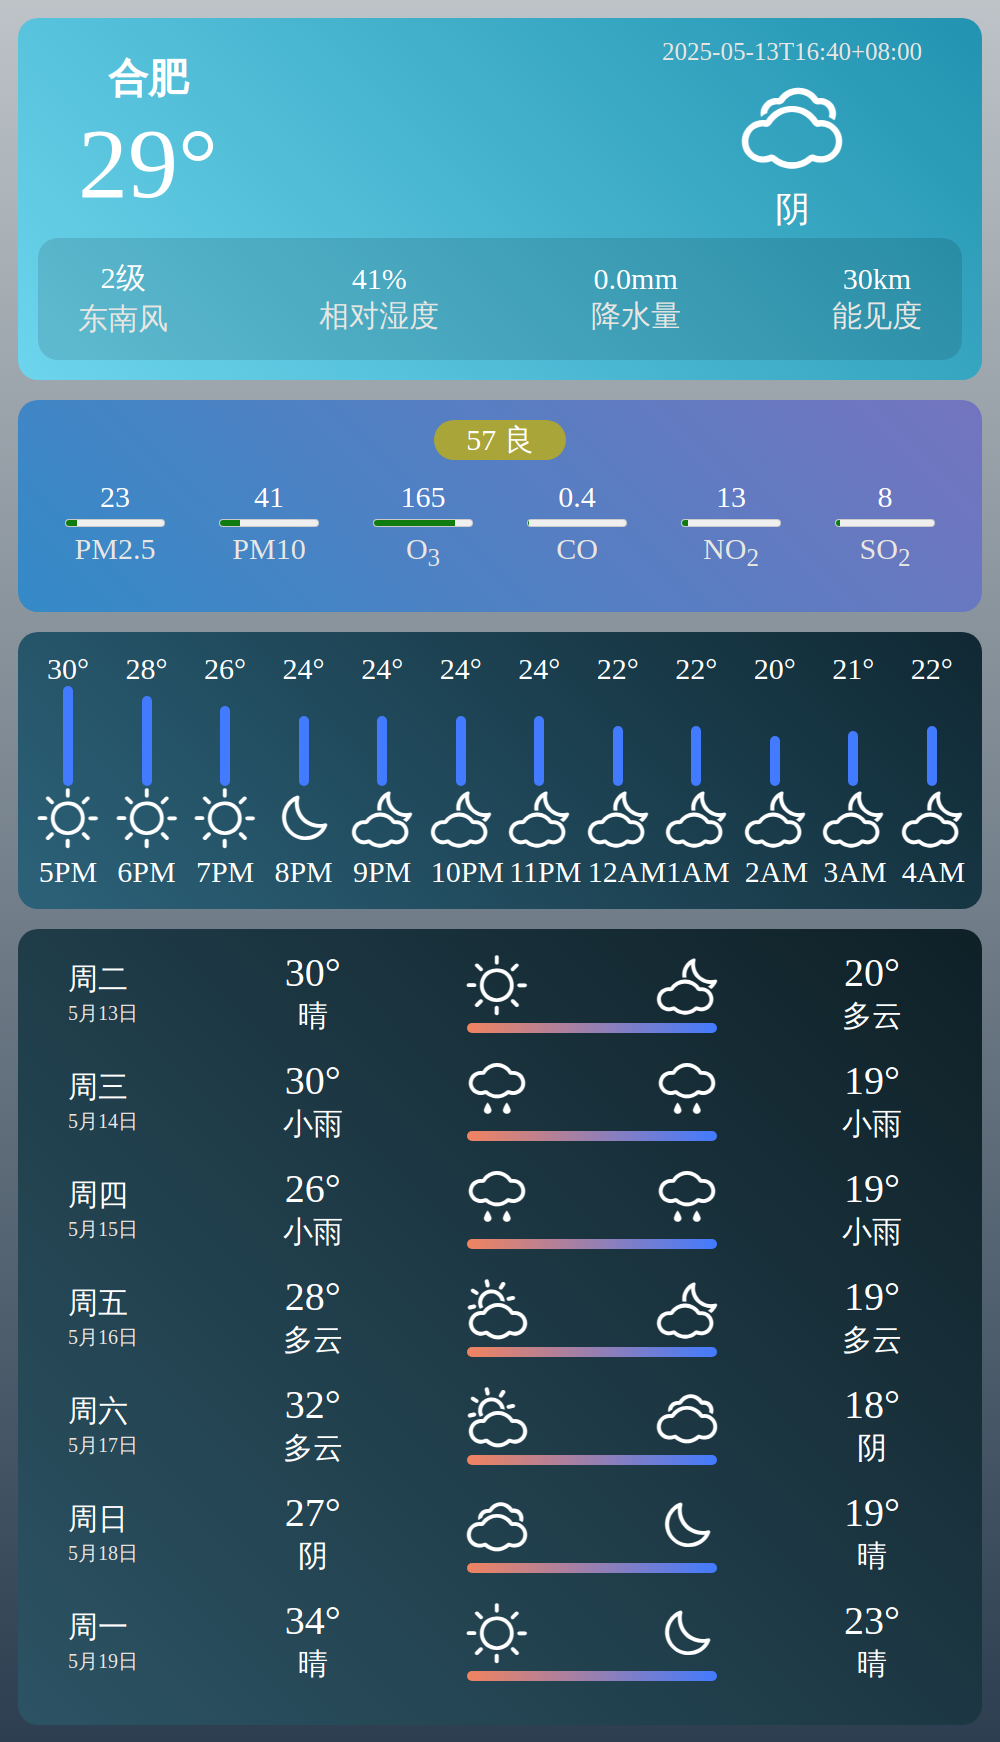 合肥
2025-05-13T16:40+08:00
29°
阴
2级 41% 0.0mm 30km
东南风 相对湿度 降水量 能见度
57 良
23 41 165 0.4 13 8
PM2.5 PM10 O3 CO NO2 SO2
30° 28° 26° 24° 24° 24° 24° 22° 22° 20° 21° 22°
5PM 6PM 7PM 8PM 9PM 10PM 11PM 12AM 1AM 2AM 3AM 4AM
周二 30° 20°
5月13日 晴 多云
周三 30° 19°
5月14日 小雨 小雨
周四 26° 19°
5月15日 小雨 小雨
周五 28° 19°
5月16日 多云 多云
周六 32° 18°
5月17日 多云 阴
周日 27° 19°
5月18日 阴 晴
周一 34° 23°
5月19日 晴 晴